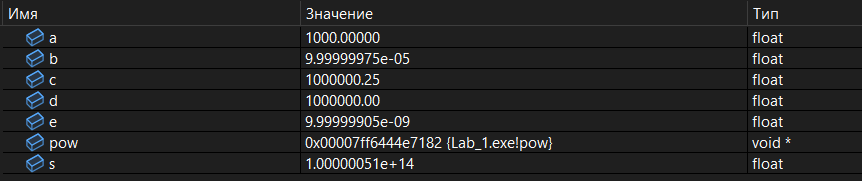 Имя Значение Тип
a 1000.00000 float
b 9.99999975e-05 float
c 1000000.25 float
d 1000000.00 float
e 9.99999905e-09 float
pow 0x00007ff6444e7182 {Lab_1.exe!pow} void *
s 1.00000051e+14 float